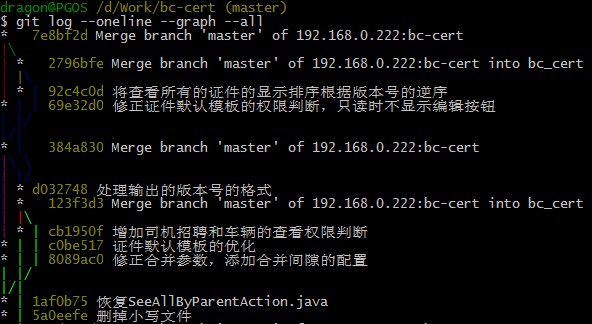 dragon@PGOS /d/Work/bc-cert (master)
$ git log --oneline --graph --all
*   7e8bf2d Merge branch 'master' of 192.168.0.222:bc-cert
|\
| *   2796bfe Merge branch 'master' of 192.168.0.222:bc-cert into bc_cert
| |\
| * | 92c4c0d 将查看所有的证件的显示排序根据版本号的逆序
* | | 69e32d0 修正证件默认模板的权限判断，只读时不显示编辑按钮
| |/
|/|
* |   384a830 Merge branch 'master' of 192.168.0.222:bc-cert
|\ \
| |/
| * d032748 处理输出的版本号的格式
| *   123f3d3 Merge branch 'master' of 192.168.0.222:bc-cert into bc_cert
| |\
| * | cb1950f 增加司机招聘和车辆的查看权限判断
* | | c0be517 证件默认模板的优化
* | | 8089ac0 修正合并参数，添加合并间隙的配置
| |/
|/|
* | 1af0b75 恢复SeeAllByParentAction.java
* | 5a0eefe 删掉小写文件